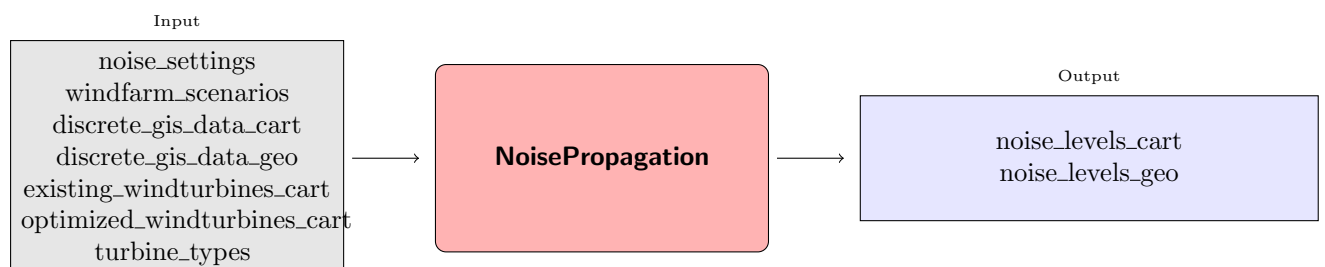 Input
noise_settings
windfarm_scenarios
discrete_gis_data_cart
discrete_gis_data_geo
existing_windturbines_cart
optimized_windturbines_cart
turbine_types
NoisePropagation
Output
noise_levels_cart
noise_levels_geo